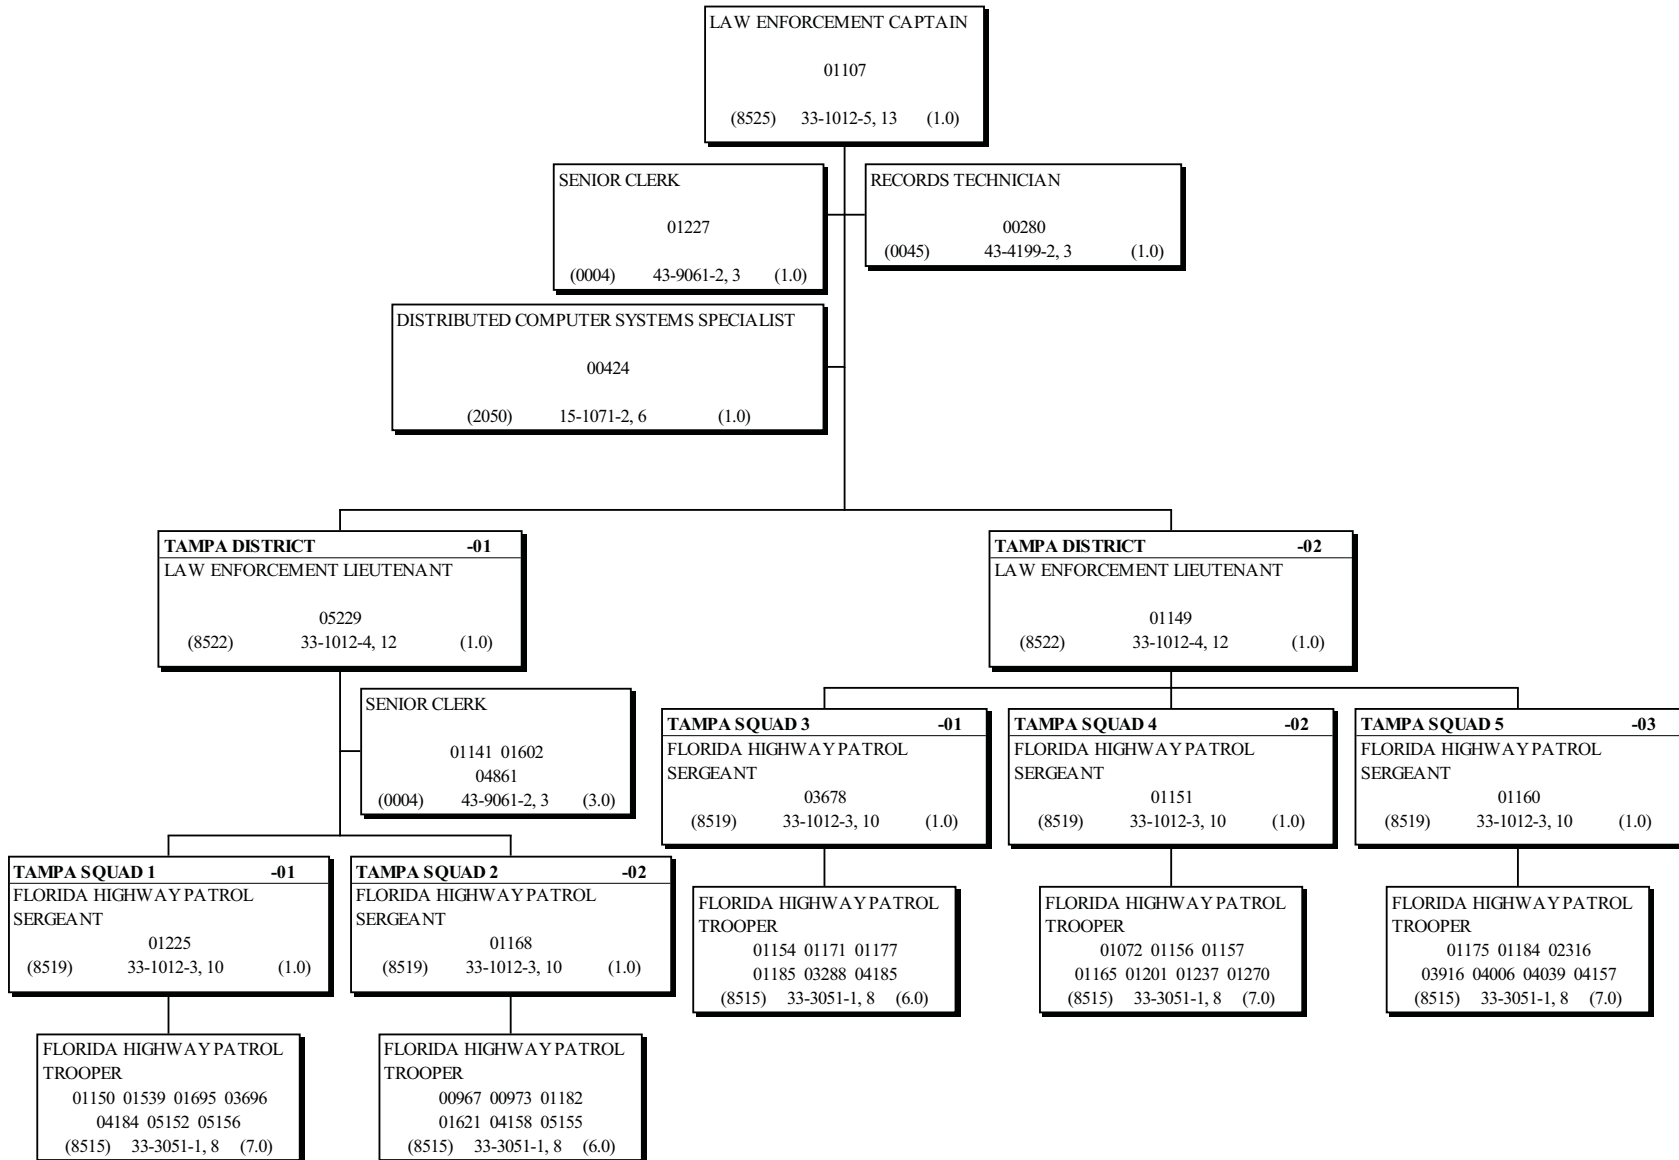 LAW ENFORCEMENT CAPTAIN
01107
(8525) 33-1012-5, 13 (1.0)
SENIOR CLERK
01227
(0004) 43-9061-2, 3 (1.0)
RECORDS TECHNICIAN
00280
(0045) 43-4199-2, 3 (1.0)
DISTRIBUTED COMPUTER SYSTEMS SPECIALIST
00424
(2050) 15-1071-2, 6 (1.0)
TAMPA DISTRICT -01
LAW ENFORCEMENT LIEUTENANT
05229
(8522) 33-1012-4, 12 (1.0)
TAMPA DISTRICT -02
LAW ENFORCEMENT LIEUTENANT
01149
(8522) 33-1012-4, 12 (1.0)
SENIOR CLERK
01141 01602
04861
(0004) 43-9061-2, 3 (3.0)
TAMPA SQUAD 3 -01
FLORIDA HIGHWAY PATROL
SERGEANT
03678
(8519) 33-1012-3, 10 (1.0)
TAMPA SQUAD 4 -02
FLORIDA HIGHWAY PATROL
SERGEANT
01151
(8519) 33-1012-3, 10 (1.0)
TAMPA SQUAD 5 -03
FLORIDA HIGHWAY PATROL
SERGEANT
01160
(8519) 33-1012-3, 10 (1.0)
TAMPA SQUAD 1 -01
FLORIDA HIGHWAY PATROL
SERGEANT
01225
(8519) 33-1012-3, 10 (1.0)
TAMPA SQUAD 2 -02
FLORIDA HIGHWAY PATROL
SERGEANT
01168
(8519) 33-1012-3, 10 (1.0)
FLORIDA HIGHWAY PATROL
TROOPER
01154 01171 01177
01185 03288 04185
(8515) 33-3051-1, 8 (6.0)
FLORIDA HIGHWAY PATROL
TROOPER
01072 01156 01157
01165 01201 01237 01270
(8515) 33-3051-1, 8 (7.0)
FLORIDA HIGHWAY PATROL
TROOPER
01175 01184 02316
03916 04006 04039 04157
(8515) 33-3051-1, 8 (7.0)
FLORIDA HIGHWAY PATROL
TROOPER
01150 01539 01695 03696
04184 05152 05156
(8515) 33-3051-1, 8 (7.0)
FLORIDA HIGHWAY PATROL
TROOPER
00967 00973 01182
01621 04158 05155
(8515) 33-3051-1, 8 (6.0)